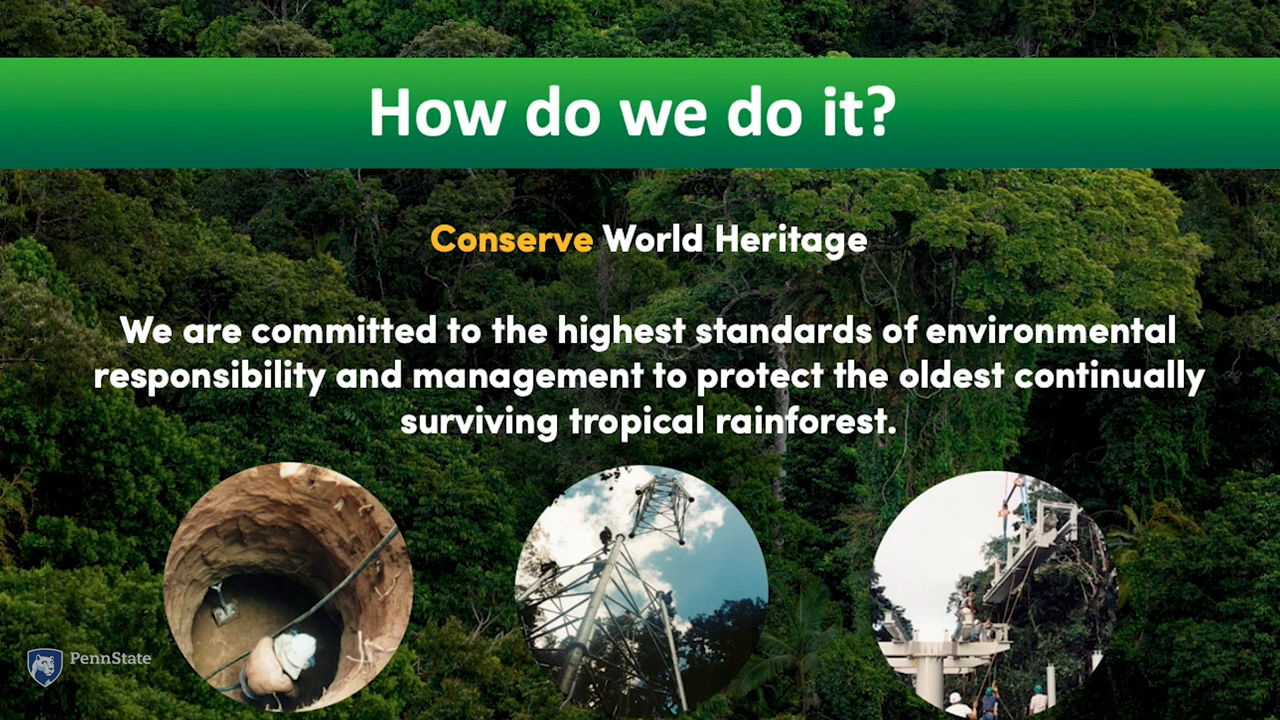 How do we do it?
Conserve World Heritage
We are committed to the highest standards of environmental
responsibility and management to protect the oldest continually
surviving tropical rainforest.
PennState